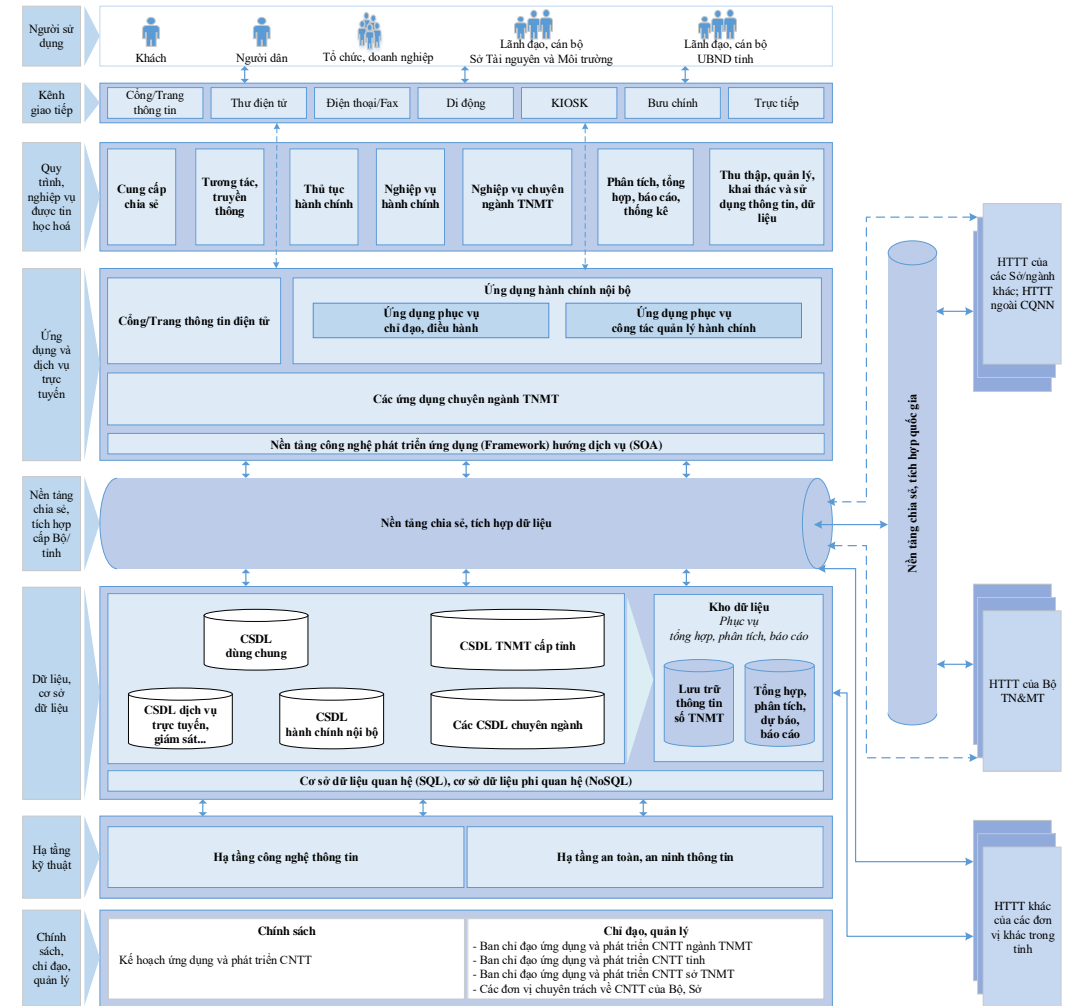 Người sử
dụng
Khách
Người dân
Tổ chức, doanh nghiệp
Lãnh đạo, cán bộ
Sở Tài nguyên và Môi trường
Lãnh đạo, cán bộ
UBND tỉnh
Kênh
giao tiếp
Cổng/Trang
thông tin
Thư điện tử
Điện thoại/Fax
Di động
KIOSK
Bưu chính
Trực tiếp
Quy
trình,
nghiệp vụ
được tin
học hoá
Cung cấp
chia sẻ
Tương tác,
truyền
thông
Thủ tục
hành chính
Nghiệp vụ
hành chính
Nghiệp vụ chuyên
ngành TNMT
Phân tích, tổng
hợp, báo cáo,
thống kê
Thu thập, quản lý,
khai thác và sử
dụng thông tin, dữ
liệu
Ứng
dụng và
dịch vụ
trực
tuyến
Cổng/Trang thông tin điện tử
Ứng dụng hành chính nội bộ
Ứng dụng phục vụ
chỉ đạo, điều hành
Ứng dụng phục vụ
công tác quản lý hành chính
Các ứng dụng chuyên ngành TNMT
Nền tảng công nghệ phát triển ứng dụng (Framework) hướng dịch vụ (SOA)
Nền tảng
chia sẻ,
tích hợp
cấp Bộ/
tỉnh
Nền tảng chia sẻ, tích hợp dữ liệu
Nền tảng chia sẻ, tích hợp quốc gia
HTTT của
các Sở/ngành
khác; HTTT
ngoài CQNN
HTTT của Bộ
TN&MT
HTTT khác
của các đơn
vị khác trong
tỉnh
Dữ liệu,
cơ sở
dữ liệu
CSDL
dùng chung
CSDL TNMT cấp tỉnh
CSDL dịch vụ
trực tuyến,
giám sát...
CSDL
hành chính nội bộ
Các CSDL chuyên ngành
Kho dữ liệu
Phục vụ
tổng hợp, phân tích, báo cáo
Lưu trữ
thông tin
số TNMT
Tổng hợp,
phân tích,
dự báo,
báo cáo
Cơ sở dữ liệu quan hệ (SQL), cơ sở dữ liệu phi quan hệ (NoSQL)
Hạ tầng
kỹ thuật
Hạ tầng công nghệ thông tin
Hạ tầng an toàn, an ninh thông tin
Chính
sách,
chỉ đạo,
quản lý
Chính sách
Kế hoạch ứng dụng và phát triển CNTT
Chỉ đạo, quản lý
- Ban chỉ đạo ứng dụng và phát triển CNTT ngành TNMT
- Ban chỉ đạo ứng dụng và phát triển CNTT tỉnh
- Ban chỉ đạo ứng dụng và phát triển CNTT sở TNMT
- Các đơn vị chuyên trách về CNTT của Bộ, Sở